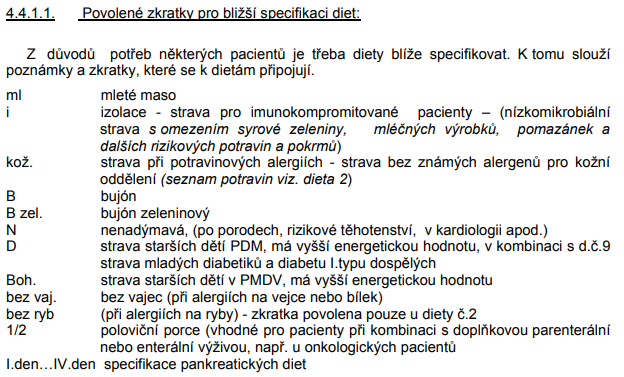 4.4.1.1. Povolené zkratky pro bližší specifikaci diet:
Z důvodů potřeb některých pacientů je třeba diety blíže specifikovat. K tomu slouží
poznámky a zkratky, které se k dietám připojují.
ml mleté maso
i izolace - strava pro imunokompromitované pacienty – (nízkomikrobiální
strava s omezením syrové zeleniny, mléčných výrobků, pomazánek a
dalších rizikových potravin a pokrmů)
kož. strava při potravinových alergiích - strava bez známých alergenů pro kožní
oddělení (seznam potravin viz. dieta 2)
B bujón
B zel. bujón zeleninový
N nenadýmavá, (po porodech, rizikové těhotenství, v kardiologii apod.)
D strava starších dětí PDM, má vyšší energetickou hodnotu, v kombinaci s d.č.9
strava mladých diabetiků a diabetu I.typu dospělých
Boh. strava starších dětí v PMDV, má vyšší energetickou hodnotu
bez vaj. bez vajec (při alergiích na vejce nebo bílek)
bez ryb (při alergiích na ryby) - zkratka povolena pouze u diety č.2
1/2 poloviční porce (vhodné pro pacienty při kombinaci s doplňkovou parenterální
nebo enterální výživou, např. u onkologických pacientů
I.den…IV.den specifikace pankreatických diet